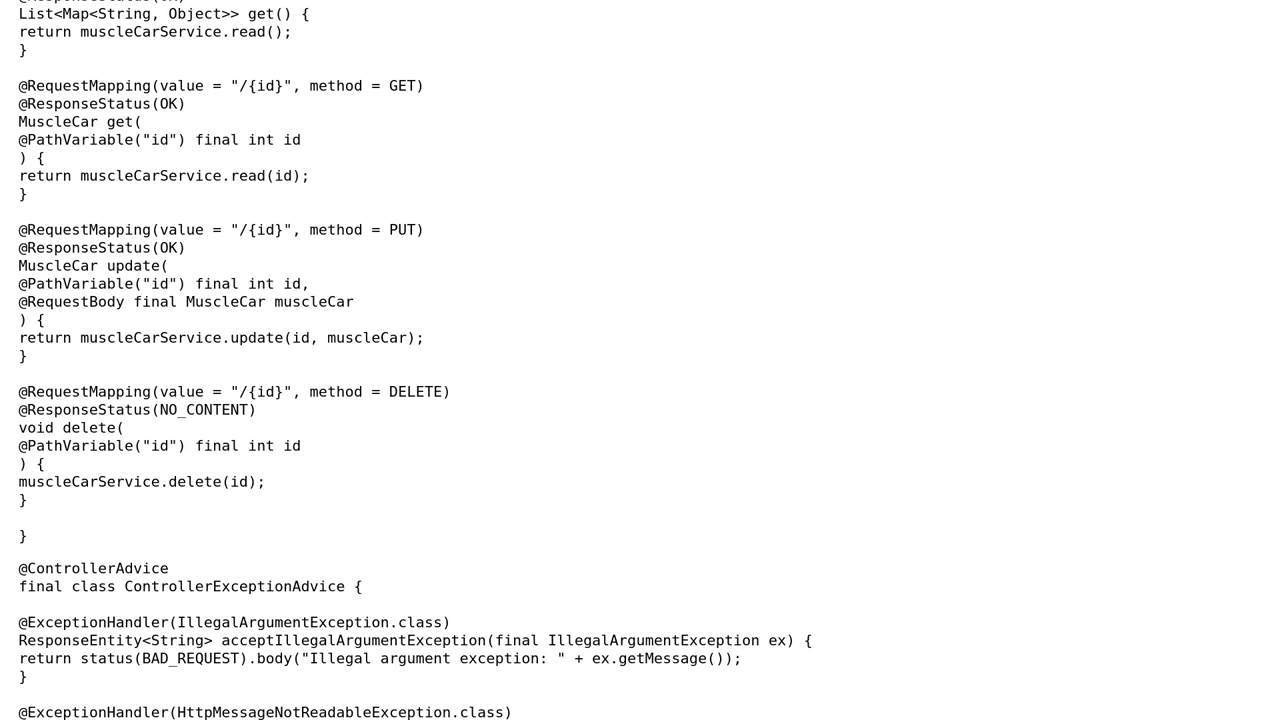 @ResponseStatus(OK)
List<Map<String, Object>> get() {
return muscleCarService.read();
}

@RequestMapping(value = "/{id}", method = GET)
@ResponseStatus(OK)
MuscleCar get(
@PathVariable("id") final int id
) {
return muscleCarService.read(id);
}

@RequestMapping(value = "/{id}", method = PUT)
@ResponseStatus(OK)
MuscleCar update(
@PathVariable("id") final int id,
@RequestBody final MuscleCar muscleCar
) {
return muscleCarService.update(id, muscleCar);
}

@RequestMapping(value = "/{id}", method = DELETE)
@ResponseStatus(NO_CONTENT)
void delete(
@PathVariable("id") final int id
) {
muscleCarService.delete(id);
}

}

@ControllerAdvice
final class ControllerExceptionAdvice {

@ExceptionHandler(IllegalArgumentException.class)
ResponseEntity<String> acceptIllegalArgumentException(final IllegalArgumentException ex) {
return status(BAD_REQUEST).body("Illegal argument exception: " + ex.getMessage());
}

@ExceptionHandler(HttpMessageNotReadableException.class)